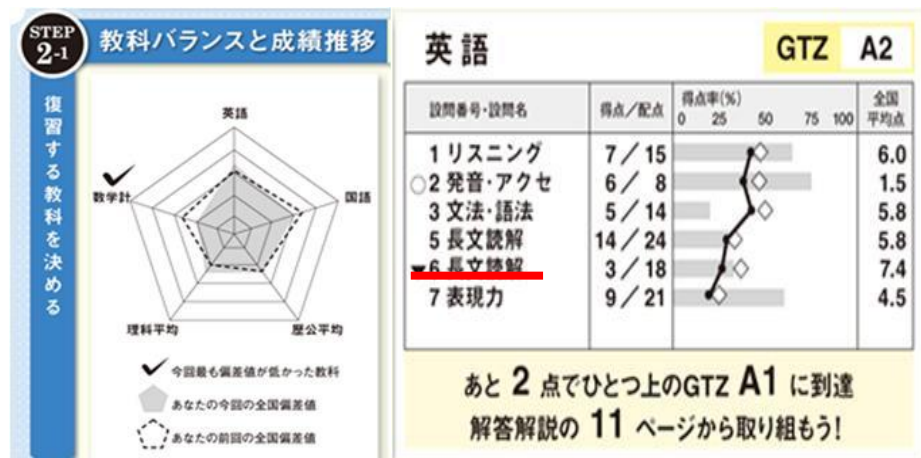 STEP
2-1
教科バランスと成績推移
復習する教科を決める
英語
国語
歴公平均
理科平均
数学計
今回最も偏差値が低かった教科
あなたの今回の全国偏差値
あなたの前回の全国偏差値
英語
GTZ A2
設問番号・設問名 得点/配点 得点率(%) 全国平均点
0 25 50 75 100
1 リスニング 7/15 6.0
2 発音・アクセ 6/8 1.5
3 文法・語法 5/14 5.8
5 長文読解 14/24 5.8
6 長文読解 3/18 7.4
7 表現力 9/21 4.5
あと 2 点でひとつ上のGTZ A1 に到達
解答解説の 11 ページから取り組もう!